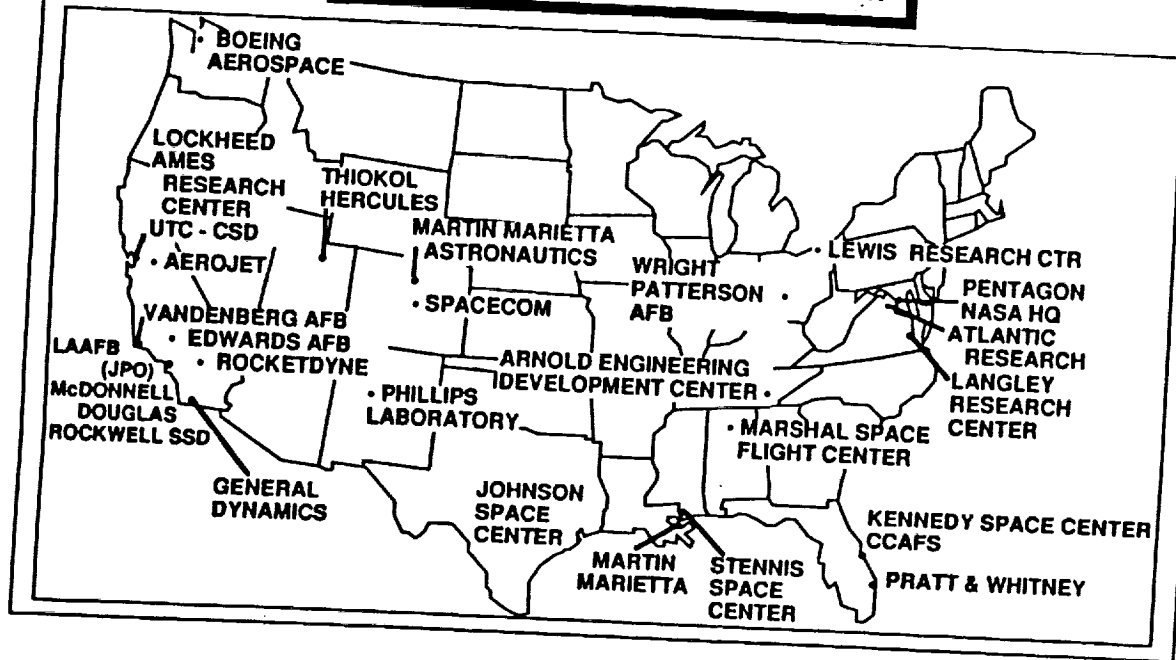 • BOEING
AEROSPACE
LOCKHEED
AMES
RESEARCH
CENTER
UTC - CSD
• AEROJET
THIOKOL
HERCULES
MARTIN MARIETTA
ASTRONAUTICS
• SPACECOM
WRIGHT
PATTERSON
AFB
• LEWIS RESEARCH CTR
PENTAGON
NASA HQ
ATLANTIC
RESEARCH
LANGLEY
RESEARCH
CENTER
VANDENBERG AFB
• EDWARDS AFB
• ROCKETDYNE
LAAFB
(JPO)
McDONNELL
DOUGLAS
ROCKWELL SSD
ARNOLD ENGINEERING
DEVELOPMENT CENTER •
• PHILLIPS
LABORATORY
• MARSHAL SPACE
FLIGHT CENTER
GENERAL
DYNAMICS
JOHNSON
SPACE
CENTER
MARTIN
MARIETTA
STENNIS
SPACE
CENTER
KENNEDY SPACE CENTER
CCAFS
PRATT & WHITNEY